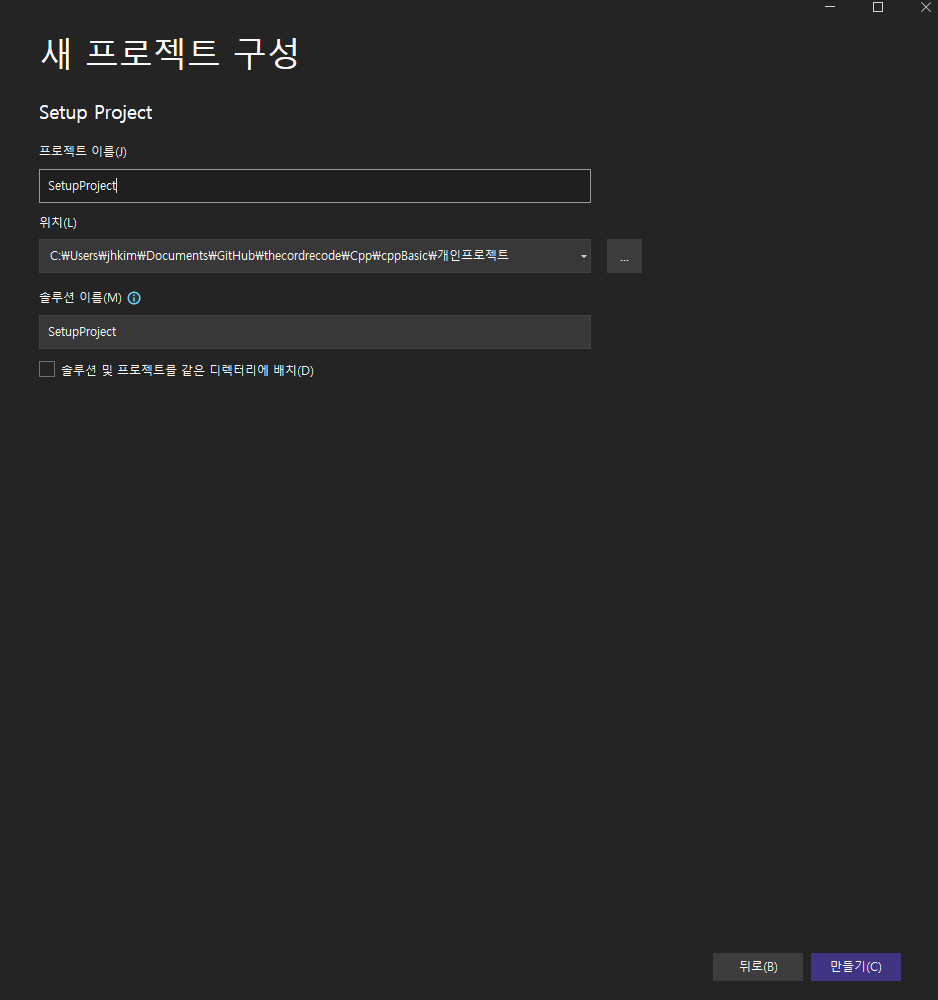 새 프로젝트 구성
Setup Project
프로젝트 이름(J)
SetupProject
위치(L)
C:₩Users₩jhkim₩Documents₩GitHub₩thecordrecode₩Cpp₩cppBasic₩개인프로젝트
...
솔루션 이름(M)
SetupProject
솔루션 및 프로젝트를 같은 디렉터리에 배치(D)
뒤로(B) 만들기(C)